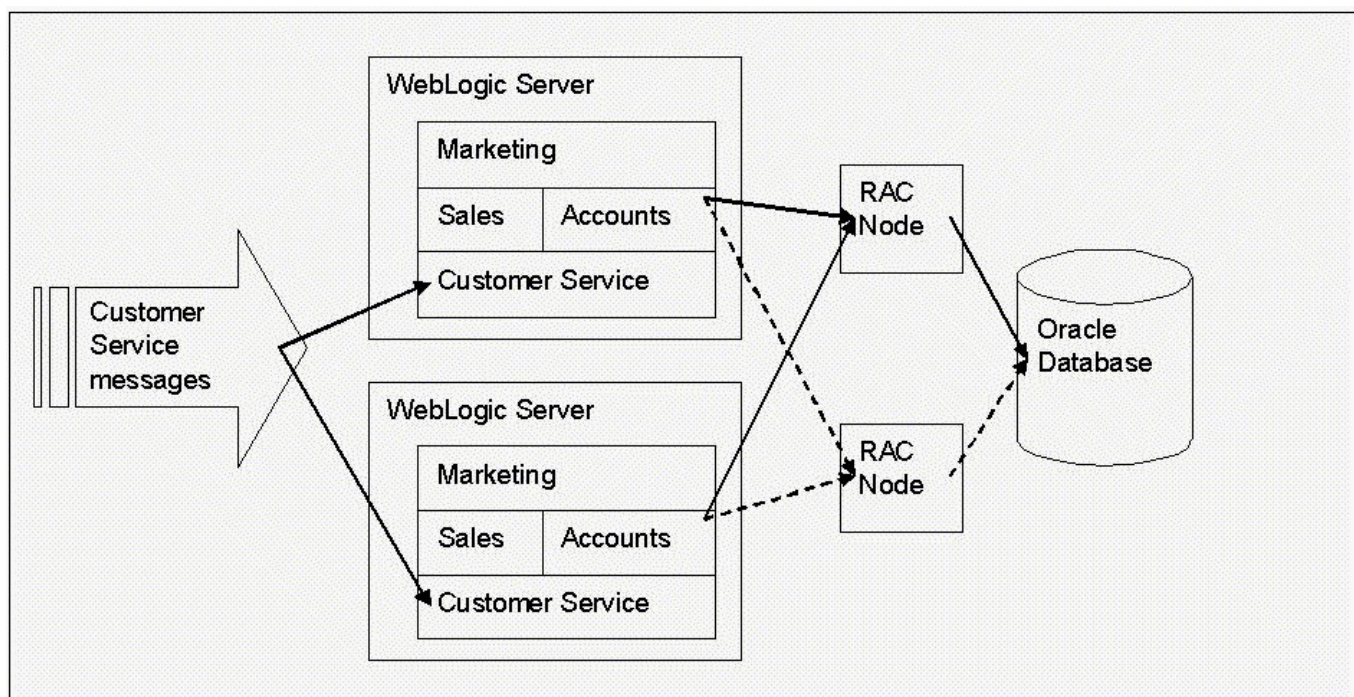 Customer
Service
messages
WebLogic Server
Marketing
Sales
Accounts
Customer Service
WebLogic Server
Marketing
Sales
Accounts
Customer Service
RAC
Node
RAC
Node
Oracle
Database